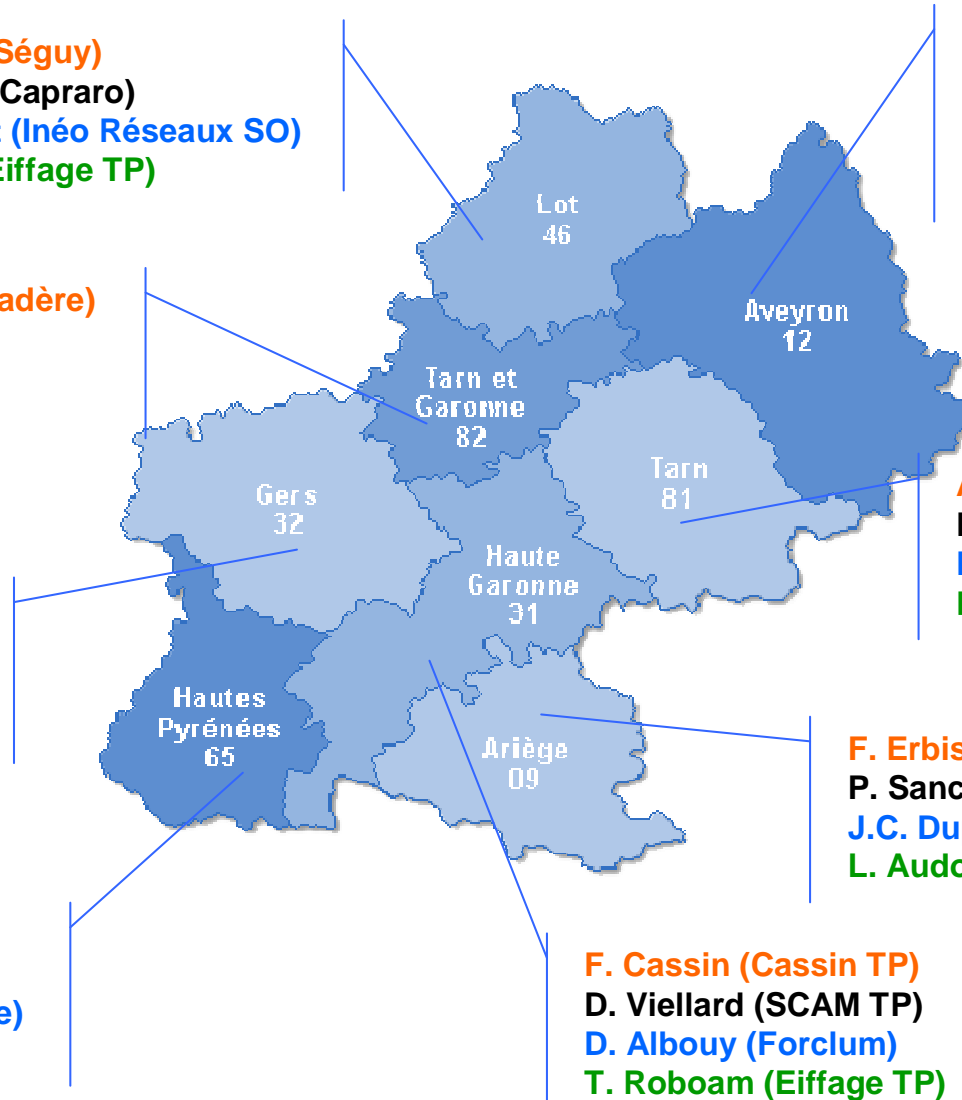 Séguy)
Capraro)
(Inéo Réseaux SO)
Eiffage TP)
adère)
Lot
46
Aveyron
12
Tarn et
Garonne
82
Tarn
81
Gers
32
Haute
Garonne
31
Hautes
Pyrénées
65
Ariège
09
F. Erbis
P. Sanc
J.C. Du
L. Audo
e)
F. Cassin (Cassin TP)
D. Viellard (SCAM TP)
D. Albouy (Forclum)
T. Roboam (Eiffage TP)